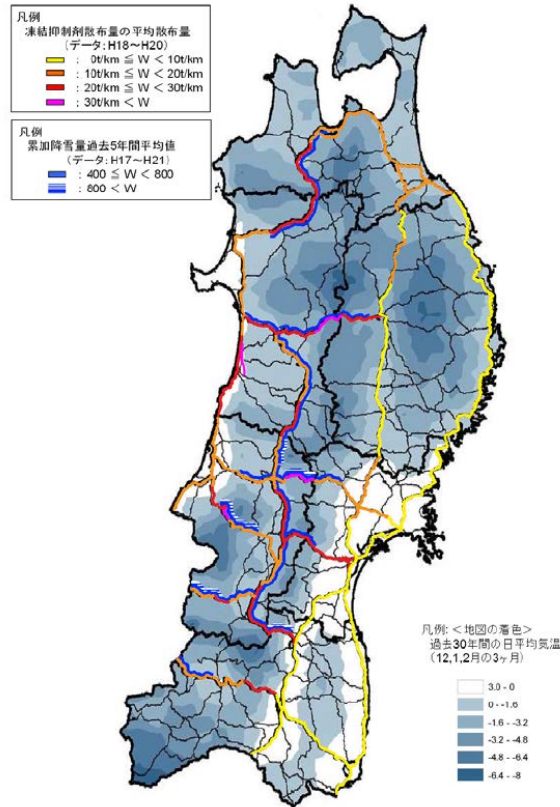 凡例
凍結抑制剤散布量の平均散布量
(データ:H18～H20)
: 0t/km ≦ W < 10t/km
: 10t/km ≦ W < 20t/km
: 20t/km ≦ W < 30t/km
: 30t/km < W
凡例
累加降雪量過去5年間平均値
(データ:H17～H21)
: 400 ≦ W < 800
: 800 < W
凡例:<地図の着色>
過去30年間の日平均気温
(12,1,2月の3ヶ月)
3.0 - 0
0 - -1.6
-1.6 - -3.2
-3.2 - -4.8
-4.8 - -6.4
-6.4 - -8